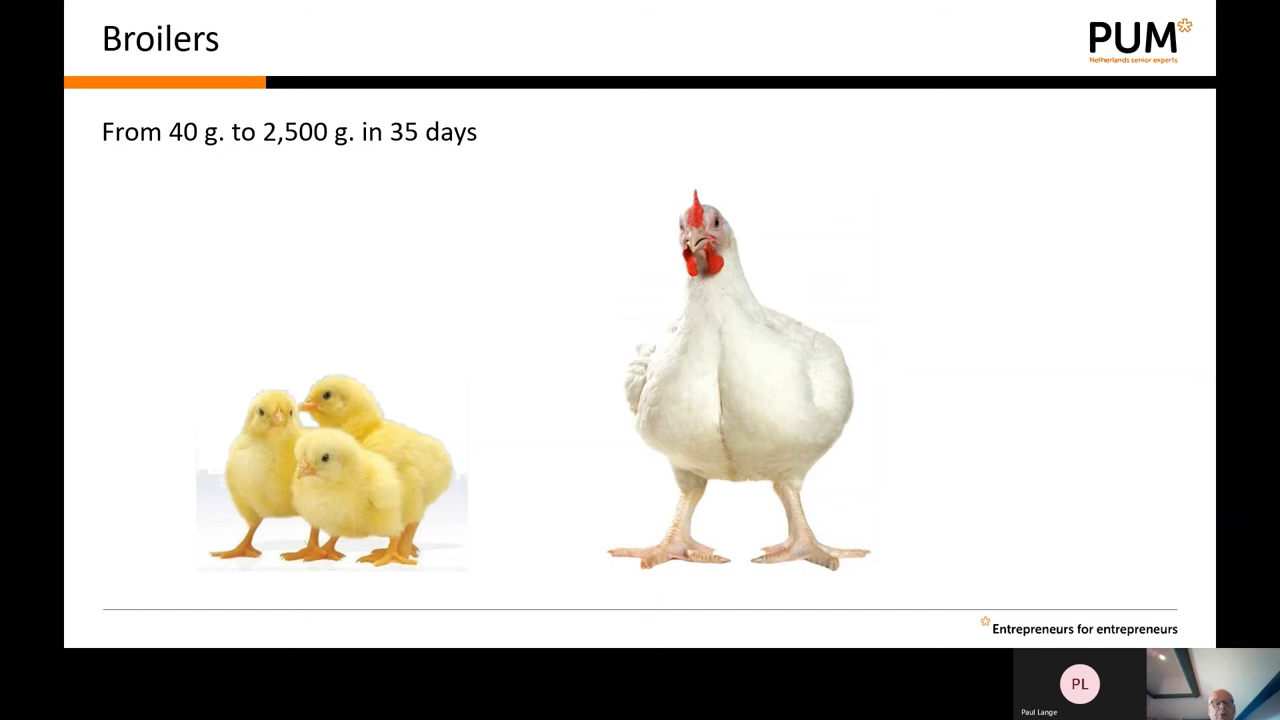 Broilers
PUM
Netherlands senior experts
From 40 g. to 2,500 g. in 35 days
Entrepreneurs for entrepreneurs
PL
Paul Lange